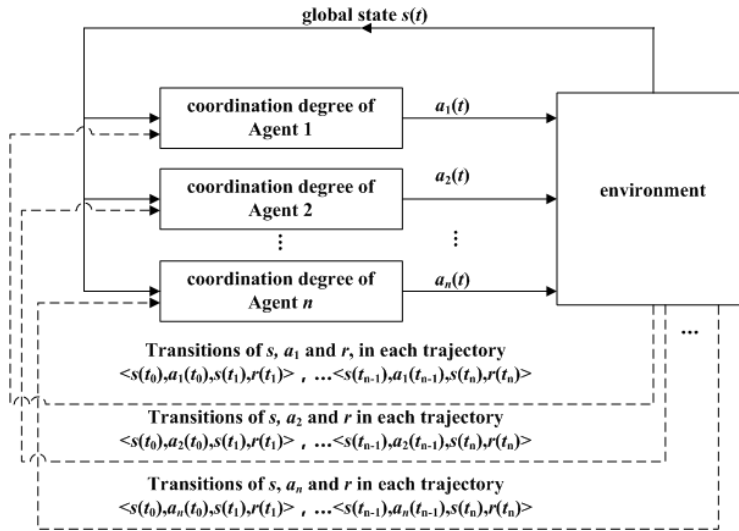 global state s(t)
coordination degree of
Agent 1
a₁(t)
coordination degree of
Agent 2
a₂(t)
environment
⋮
⋮
coordination degree of
Agent n
aₙ(t)
...
Transitions of s, a₁ and r, in each trajectory
<s(t₀),a₁(t₀),s(t₁),r(t₁)> , ...<s(tₙ₋₁),a₁(tₙ₋₁),s(tₙ),r(tₙ)>
Transitions of s, a₂ and r in each trajectory
<s(t₀),a₂(t₀),s(t₁),r(t₁)> , ...<s(tₙ₋₁),a₂(tₙ₋₁),s(tₙ),r(tₙ)>
Transitions of s, aₙ and r in each trajectory
<s(t₀),aₙ(t₀),s(t₁),r(t₁)> , ...<s(tₙ₋₁),aₙ(tₙ₋₁),s(tₙ),r(tₙ)>